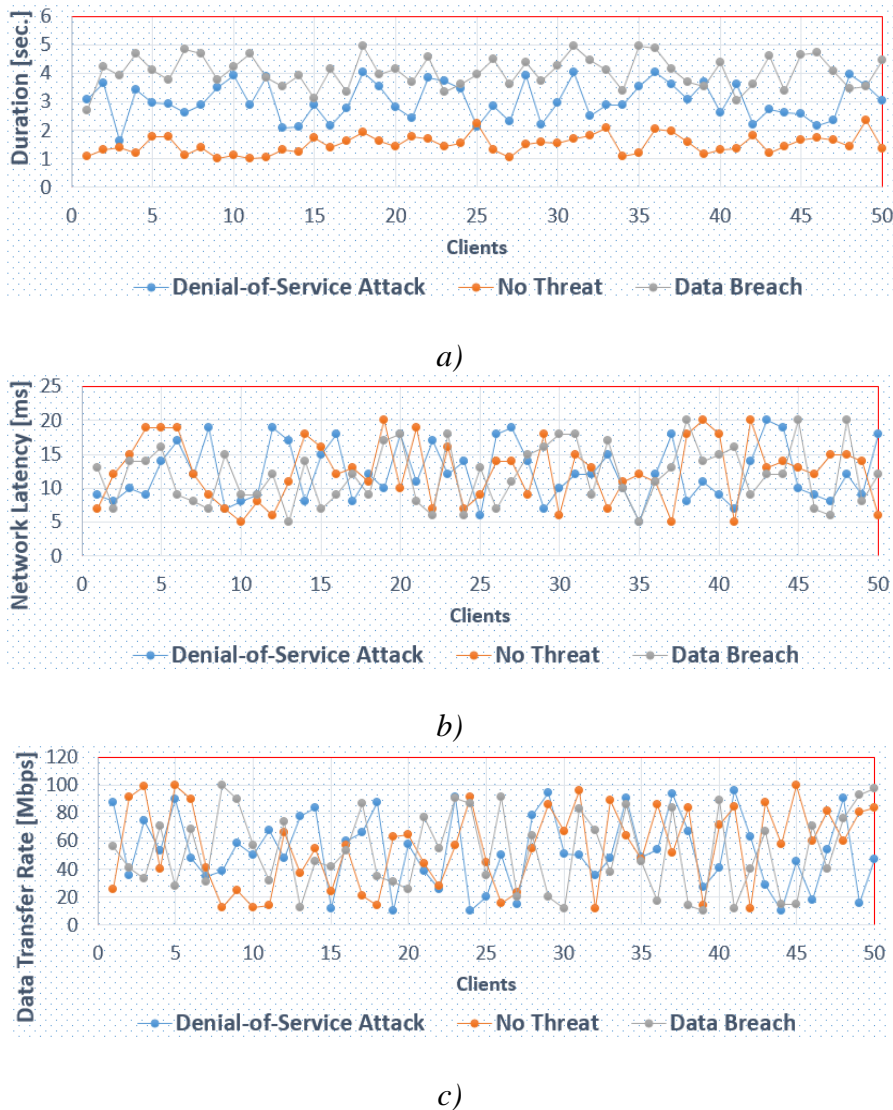 Duration [sec.]
6
5
4
3
2
1
0
0 5 10 15 20 25 30 35 40 45 50
Clients
Denial-of-Service Attack No Threat Data Breach
a)
Network Latency [ms]
25
20
15
10
5
0
0 5 10 15 20 25 30 35 40 45 50
Clients
Denial-of-Service Attack No Threat Data Breach
b)
Data Transfer Rate [Mbps]
120
100
80
60
40
20
0
0 5 10 15 20 25 30 35 40 45 50
Clients
Denial-of-Service Attack No Threat Data Breach
c)